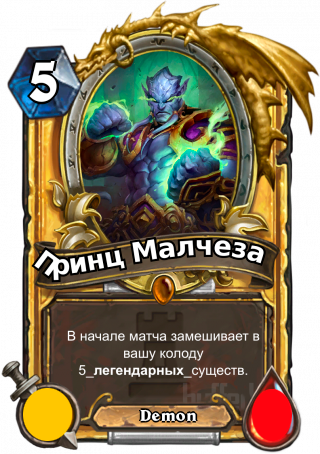 5
Принц Малчеза
В начале матча замешивает в
вашу колоду
5_легендарных_существ.
Demon